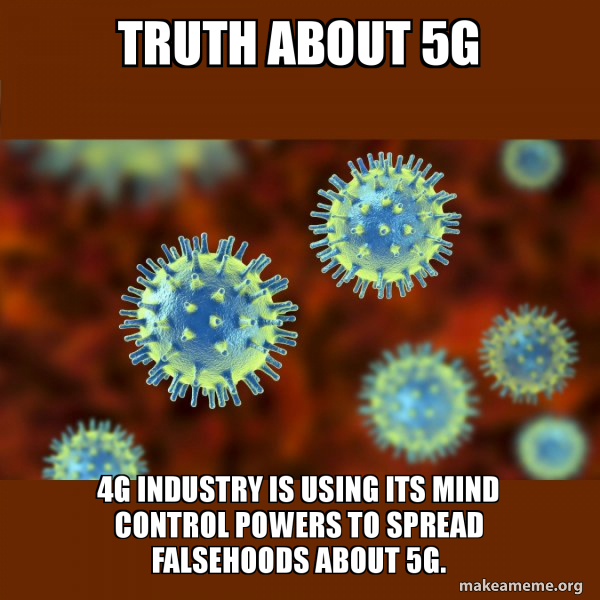 TRUTH ABOUT 5G
4G INDUSTRY IS USING ITS MIND
CONTROL POWERS TO SPREAD
FALSEHOODS ABOUT 5G.
makeameme.org